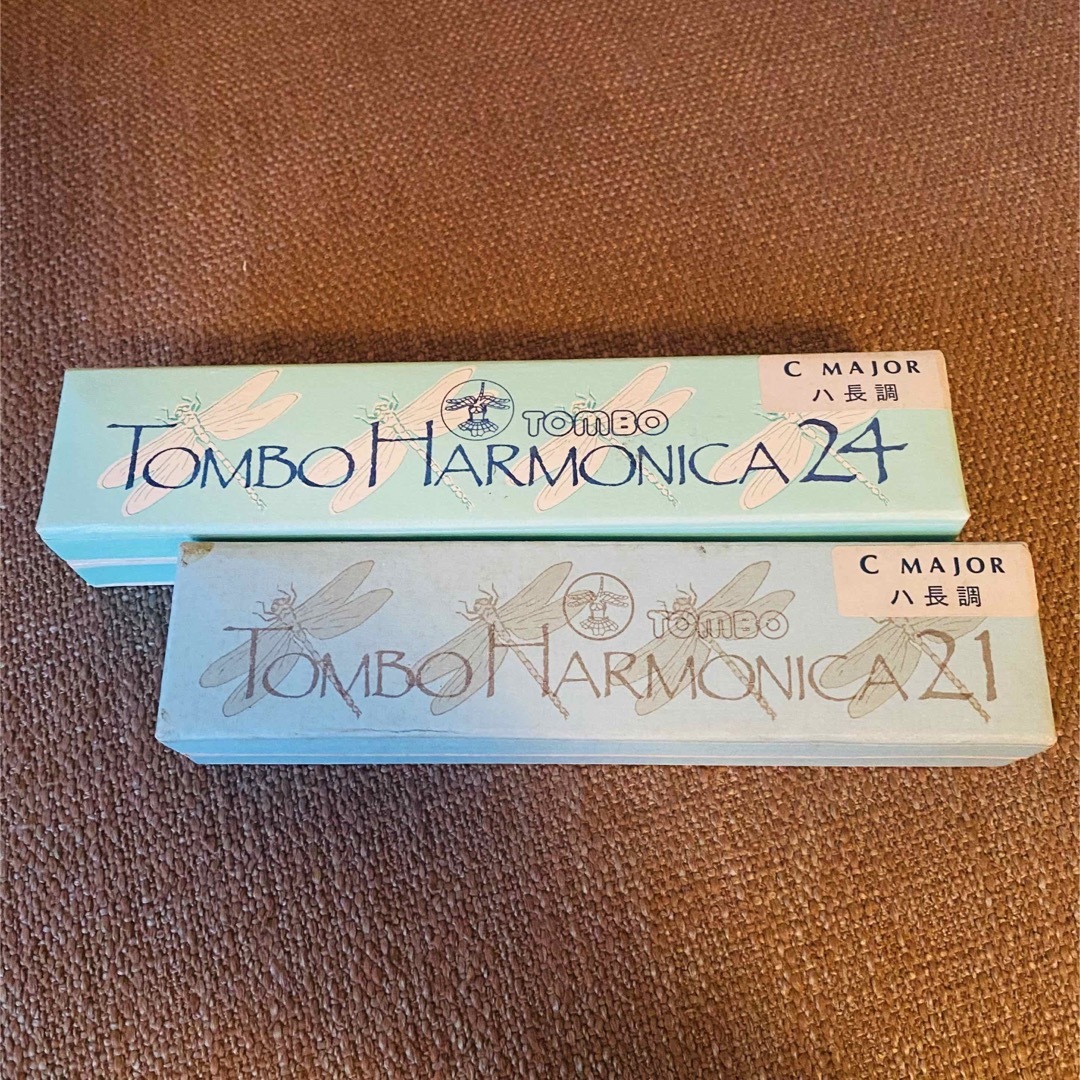 C MAJOR
ハ長調
TOMBO
TOMBO HARMONICA 24
C MAJOR
ハ長調
TOMBO
TOMBO HARMONICA 21